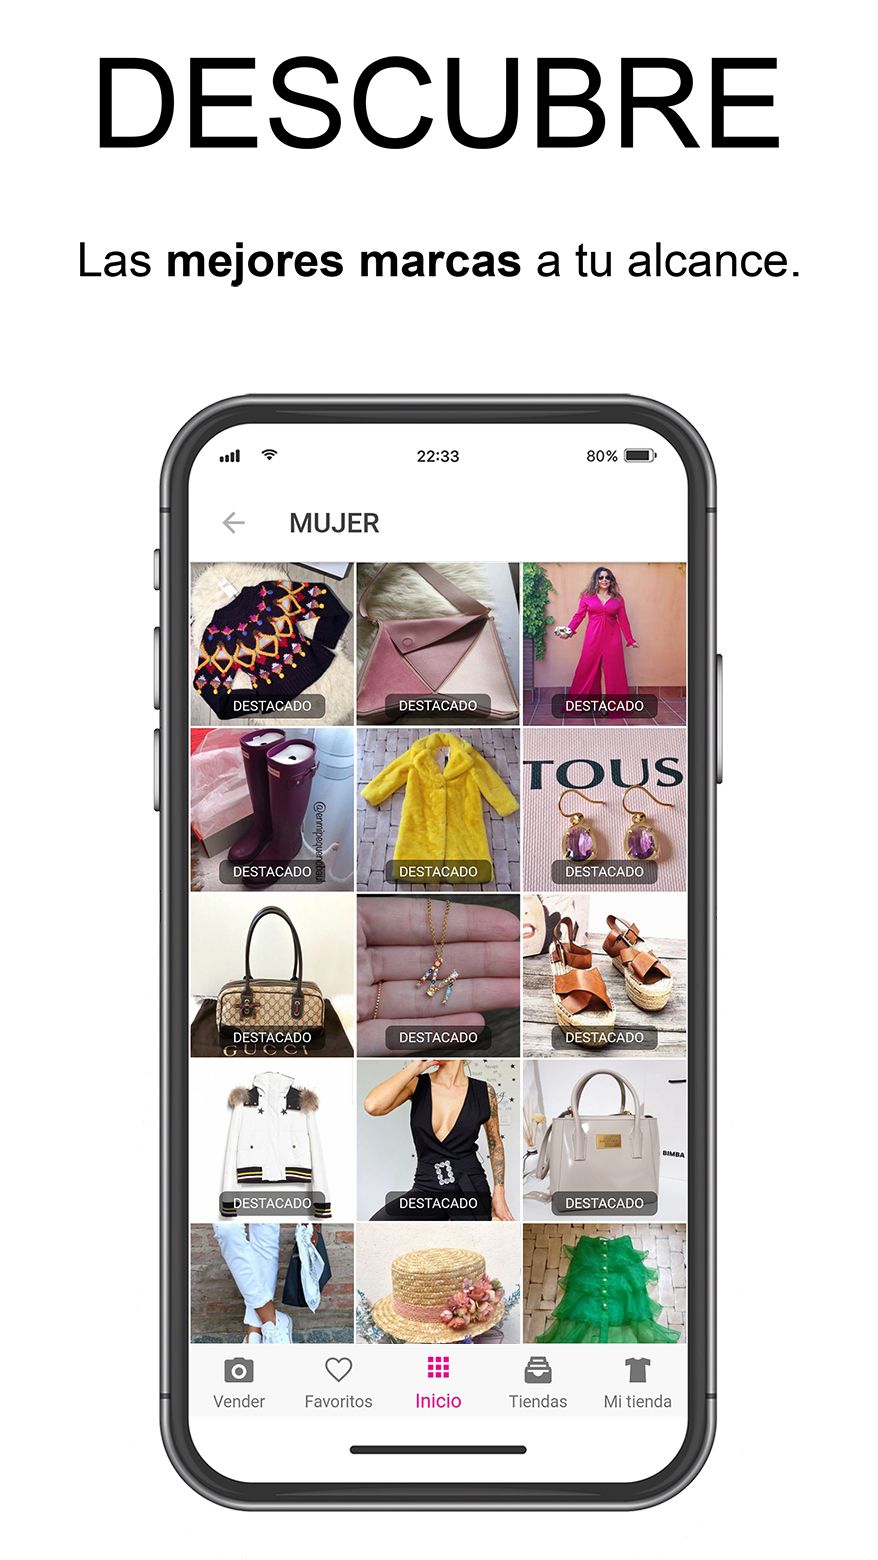 DESCUBRE
Las mejores marcas a tu alcance.
22:33
80%
MUJER
DESTACADO
DESTACADO
DESTACADO
DESTACADO
DESTACADO
TOUS
DESTACADO
DESTACADO
GUCCI
DESTACADO
DESTACADO
DESTACADO
DESTACADO
BIMBA
DESTACADO
Vender
Favoritos
Inicio
Tiendas
Mi tienda